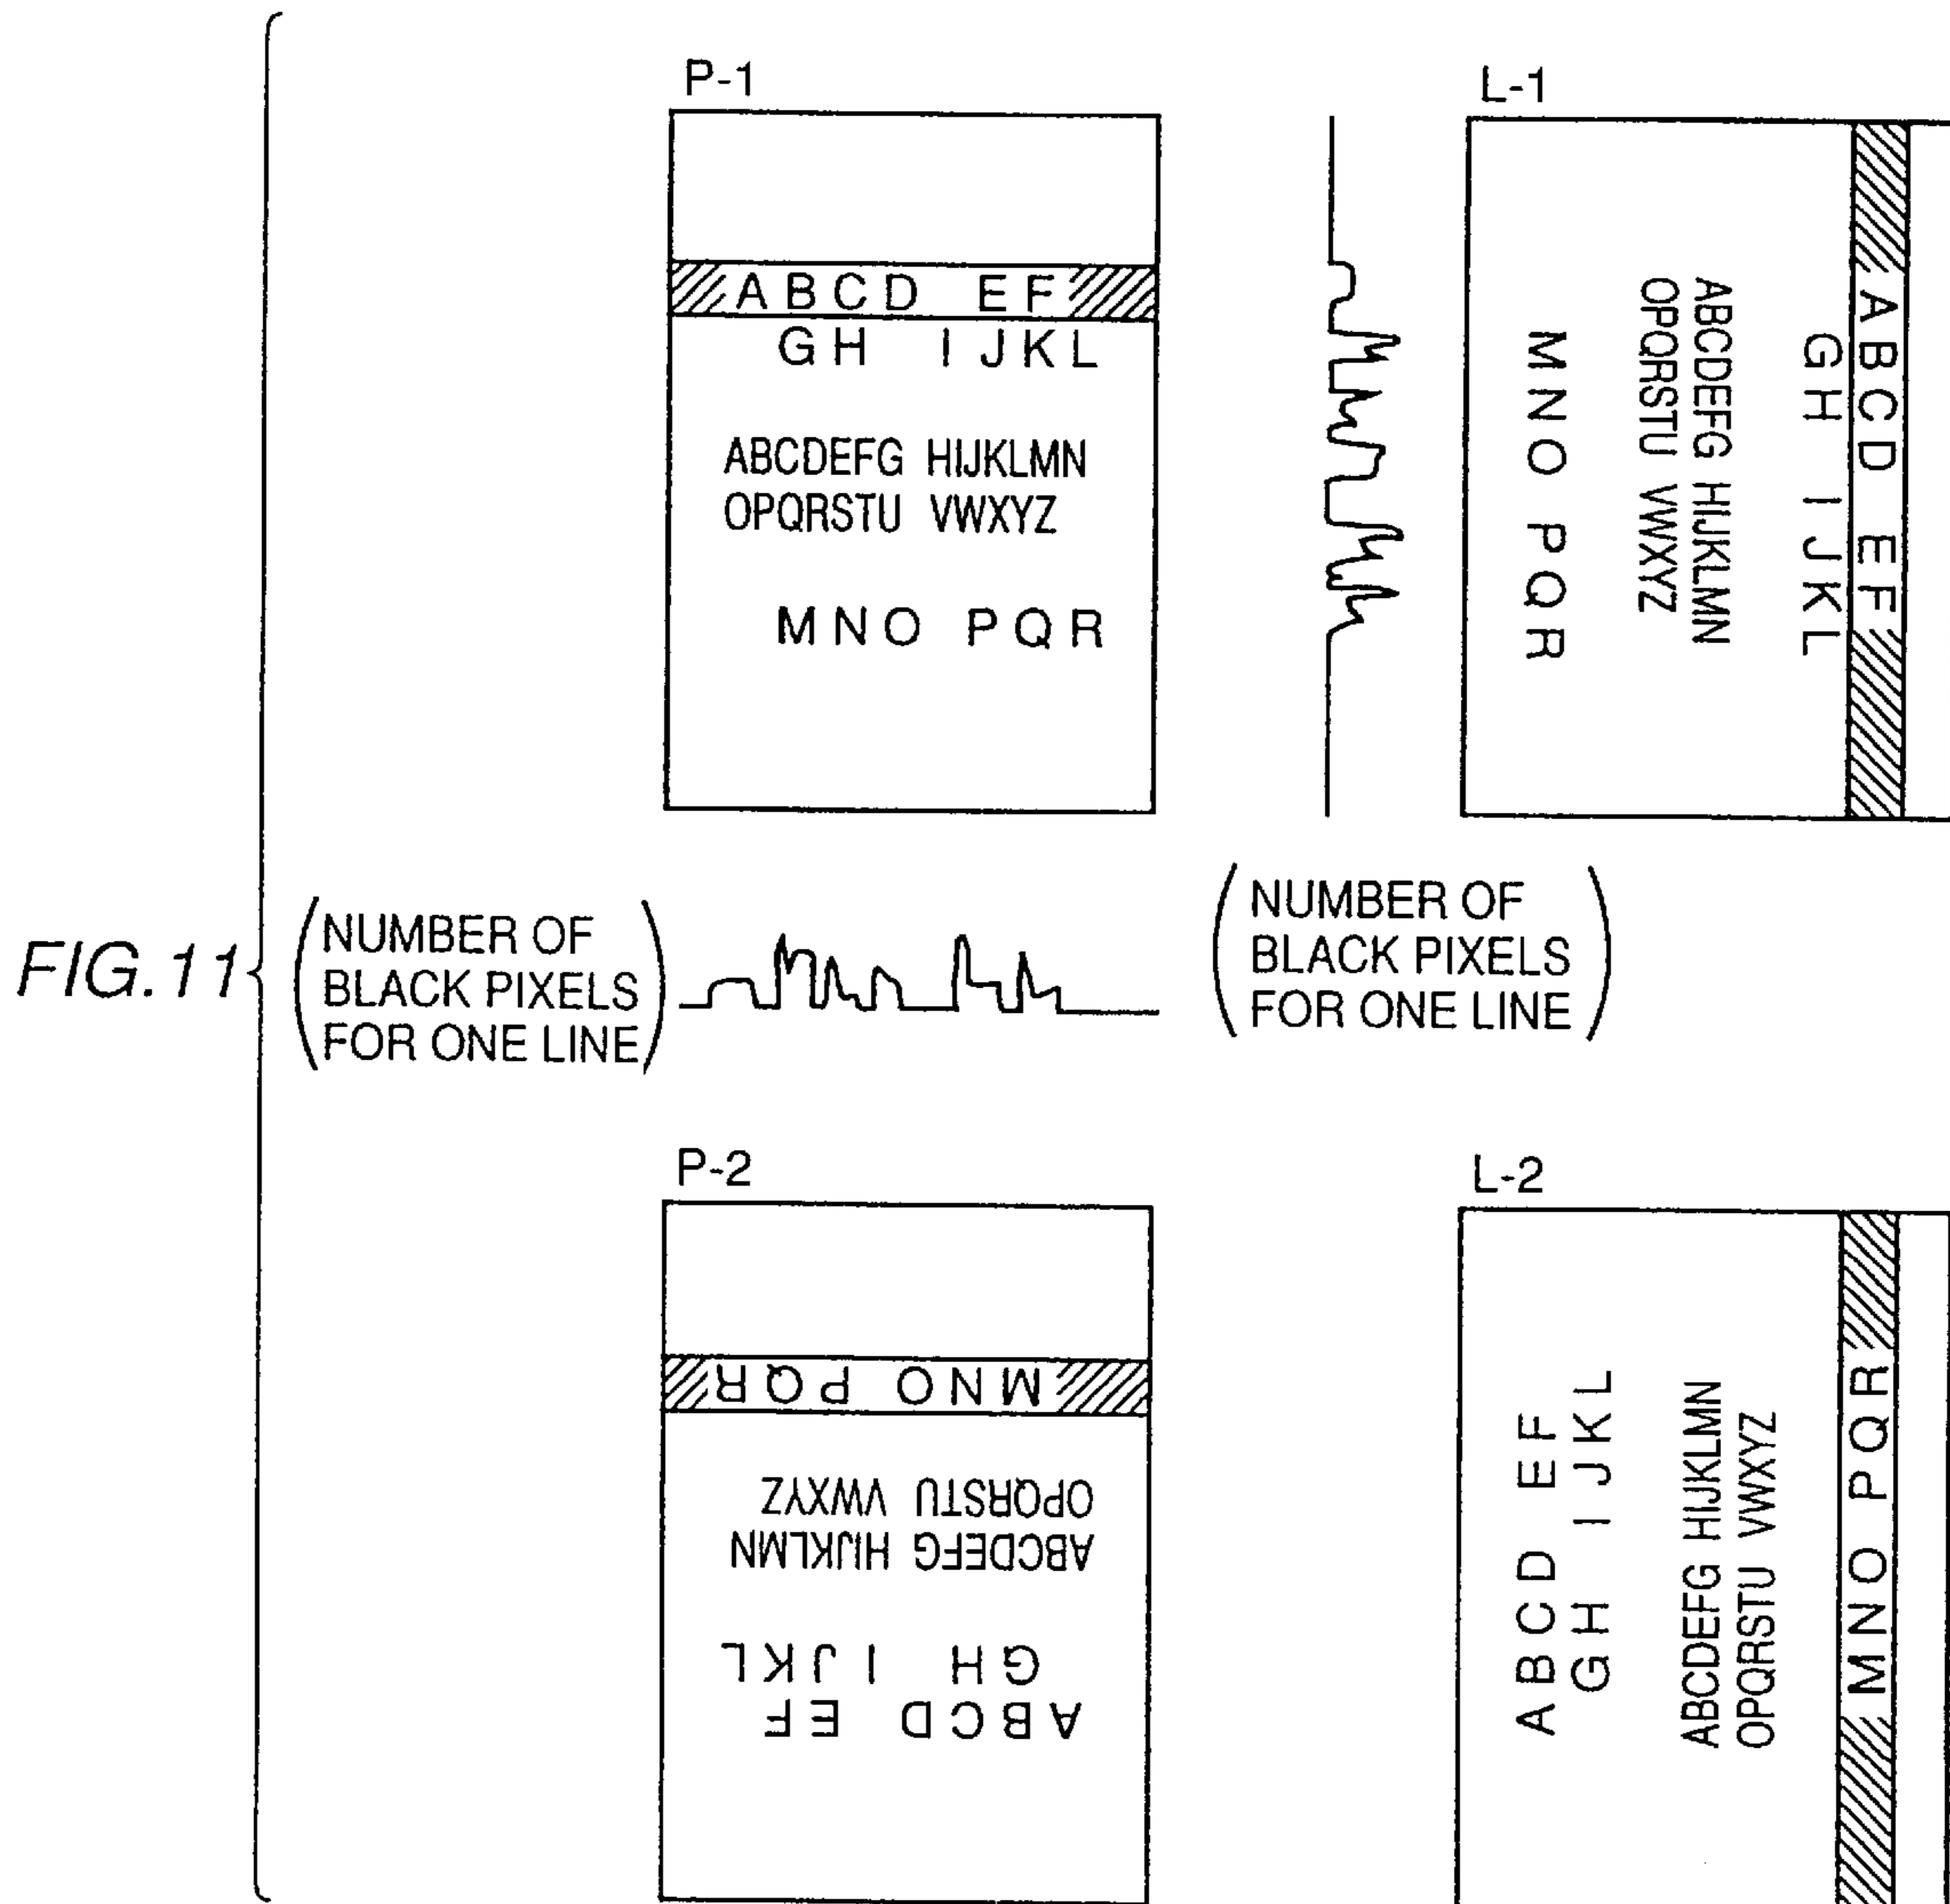 FIG.11
P-1
ABCD EF
GH IJKL
ABCDEFG HIJKLMN
OPQRSTU VWXYZ
MNO PQR
L-1
ABCD EF
GH IJKL
ABCDEFG HIJKLMN
OPQRSTU VWXYZ
MNO PQR
(NUMBER OF
BLACK PIXELS
FOR ONE LINE)
(NUMBER OF
BLACK PIXELS
FOR ONE LINE)
P-2
MNO PQR
OPQRSTU VWXYZ
ABCDEFG HIJKLMN
GH IJKL
ABCD EF
L-2
ABCD EF
GH IJKL
ABCDEFG HIJKLMN
OPQRSTU VWXYZ
MNO PQR